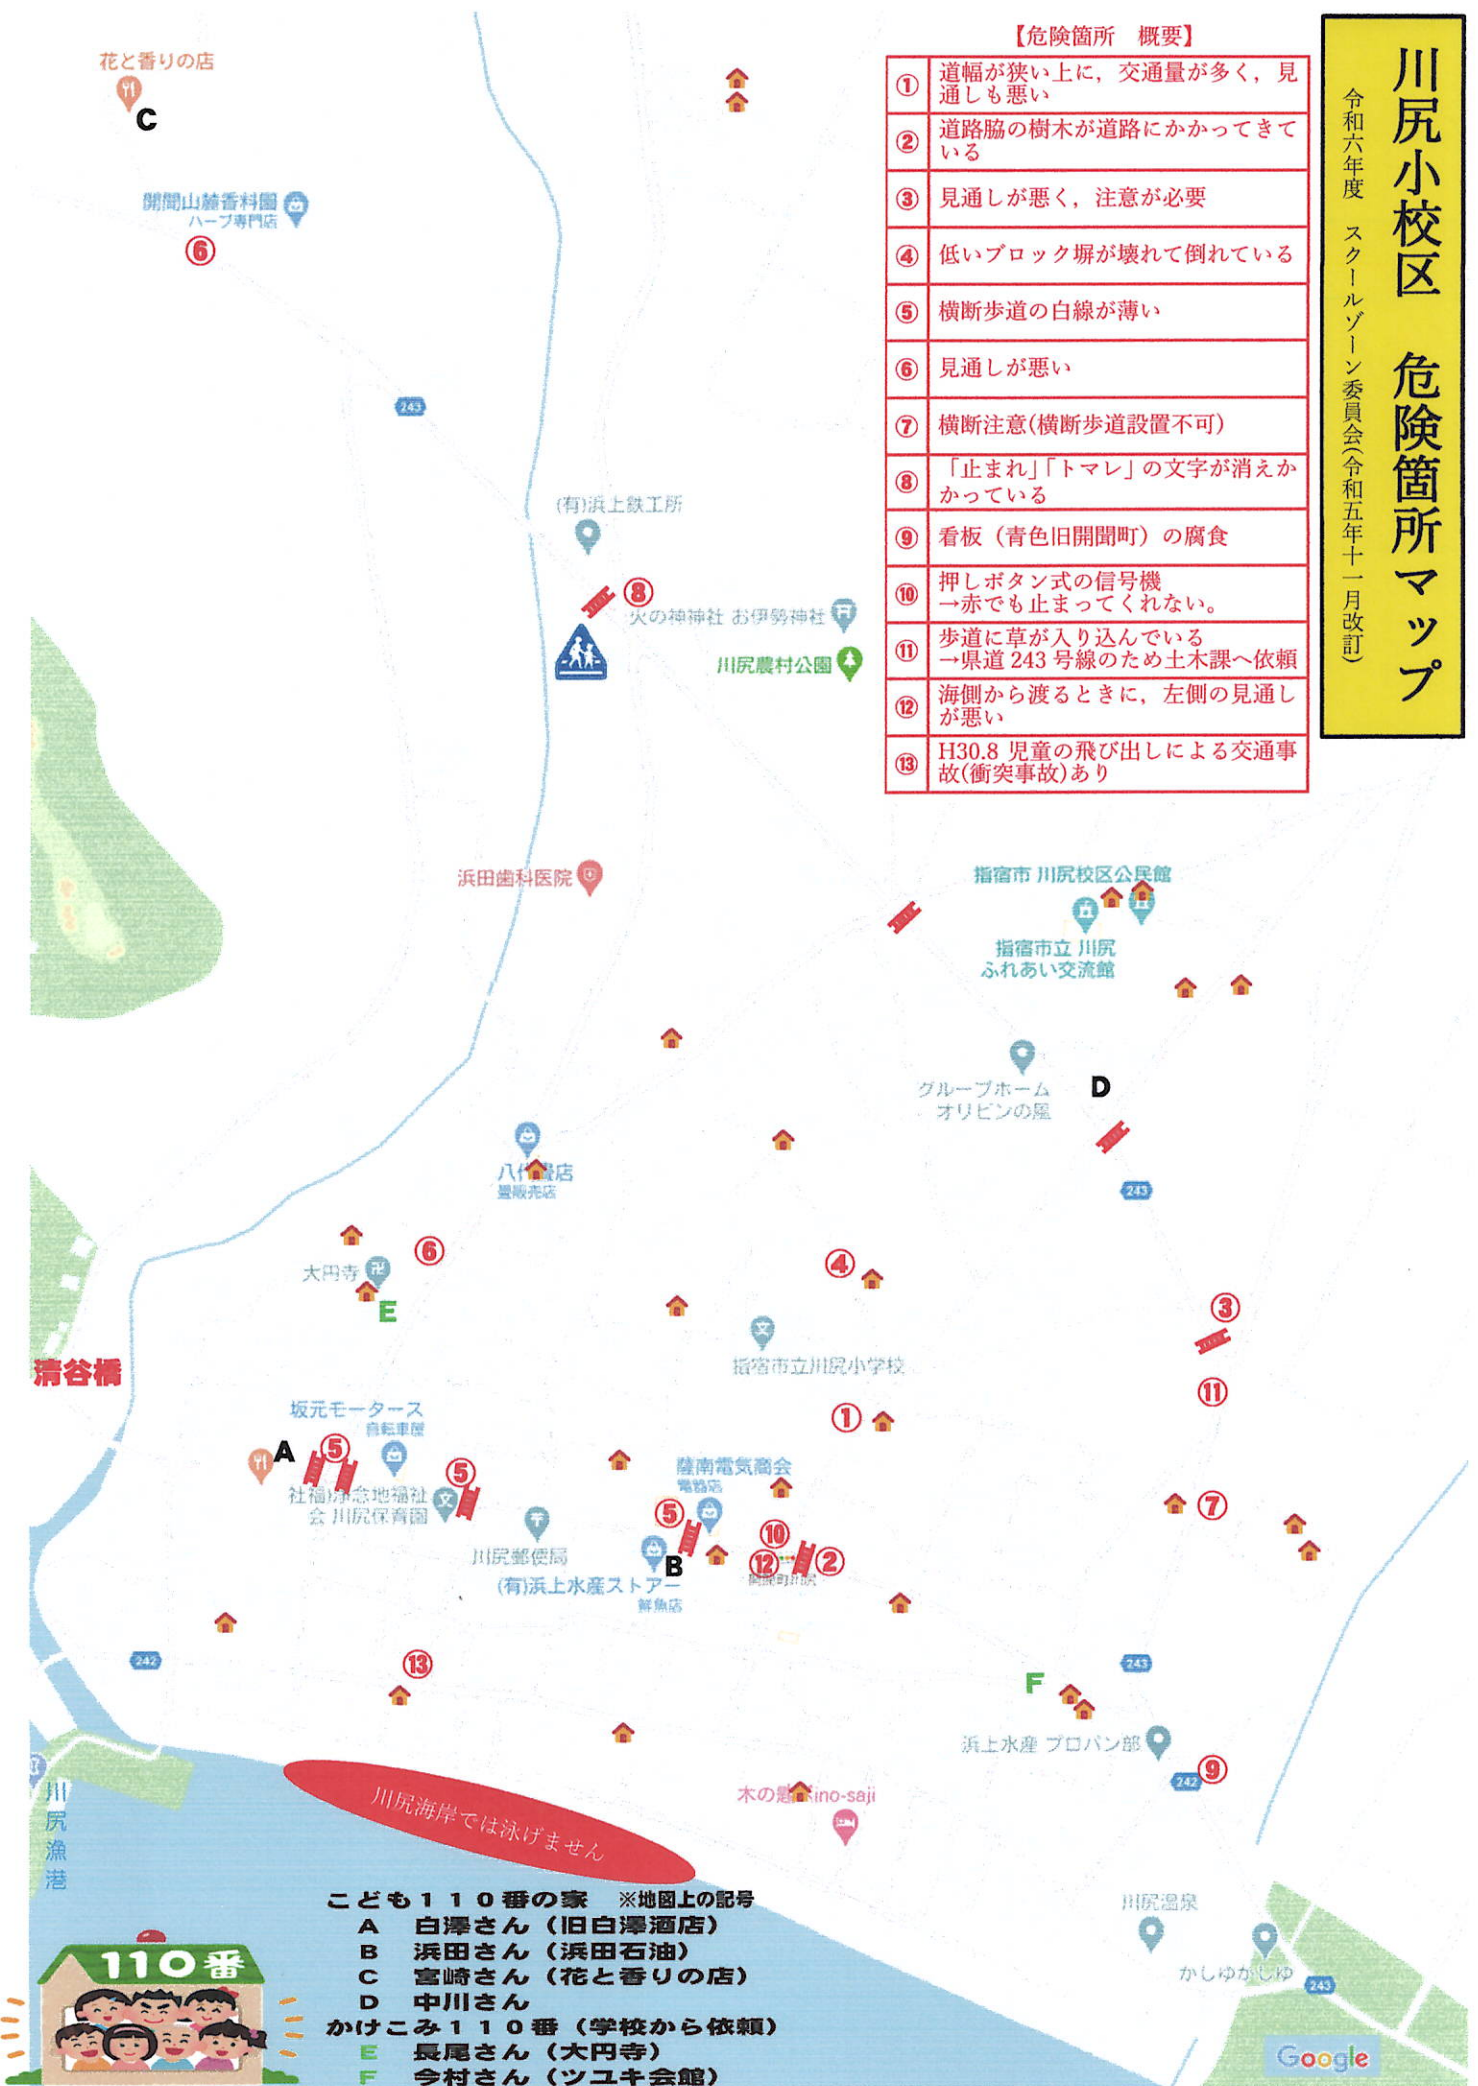 川尻小校区 危険箇所マップ
令和六年度 スクールゾーン委員会(令和五年十一月改訂)
【危険箇所 概要】
① 道幅が狭い上に，交通量が多く，見
通しも悪い
② 道路脇の樹木が道路にかかってきて
いる
③ 見通しが悪く，注意が必要
④ 低いブロック塀が壊れて倒れている
⑤ 横断歩道の白線が薄い
⑥ 見通しが悪い
⑦ 横断注意(横断歩道設置不可)
⑧ 「止まれ」「トマレ」の文字が消えか
かっている
⑨ 看板（青色旧開聞町）の腐食
⑩ 押しボタン式の信号機
→赤でも止まってくれない。
⑪ 歩道に草が入り込んでいる
→県道 243 号線のため土木課へ依頼
⑫ 海側から渡るときに，左側の見通し
が悪い
⑬ H30.8 児童の飛び出しによる交通事
故(衝突事故)あり
花と香りの店
C
開聞山麓香料園
ハーブ専門店
⑥
243
(有)浜上鉄工所
⑧
火の神神社 お伊勢神社
川尻農村公園
浜田歯科医院
指宿市 川尻校区公民館
指宿市立 川尻
ふれあい交流館
グループホーム
オリビンの風
D
243
八代畳店
畳販売店
⑥
大円寺
E
④
③
指宿市立川尻小学校
清谷橋
⑪
坂元モータース
自転車屋
①
A
⑤
⑤
薩南電気商会
電器店
社福)浄念地福祉
会 川尻保育園
⑤
⑦
川尻郵便局
⑩
⑫
②
B
(有)浜上水産ストアー
鮮魚店
242
⑬
243
F
浜上水産 プロパン部
242
⑨
川尻漁港
川尻海岸では泳げません
木の匙 kino-saji
川尻温泉
かしゆかしゆ
243
こども１１０番の家 ※地図上の記号
A 白澤さん（旧白澤酒店）
B 浜田さん（浜田石油）
C 宮崎さん（花と香りの店）
D 中川さん
かけこみ１１０番（学校から依頼）
E 長尾さん（大円寺）
F 今村さん（ツユキ会館）
110番
Google